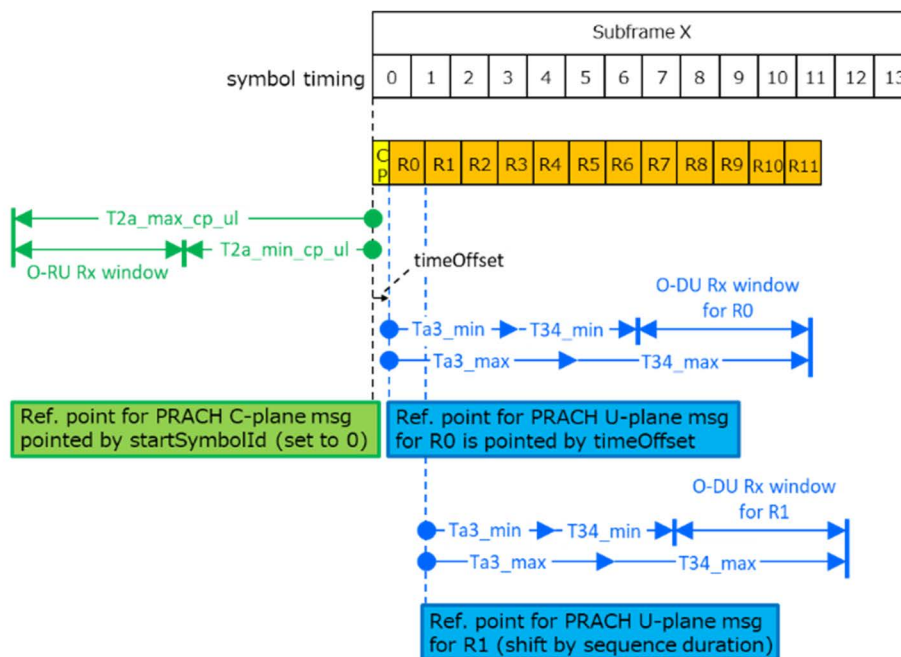 Subframe X
symbol timing 0 1 2 3 4 5 6 7 8 9 10 11 12 13
CP R0 R1 R2 R3 R4 R5 R6 R7 R8 R9 R10 R11
T2a_max_cp_ul
T2a_min_cp_ul
O-RU Rx window
timeOffset
O-DU Rx window
for R0
Ta3_min T34_min
Ta3_max T34_max
Ref. point for PRACH C-plane msg
pointed by startSymbolId (set to 0)
Ref. point for PRACH U-plane msg
for R0 is pointed by timeOffset
O-DU Rx window
for R1
Ta3_min T34_min
Ta3_max T34_max
Ref. point for PRACH U-plane msg
for R1 (shift by sequence duration)